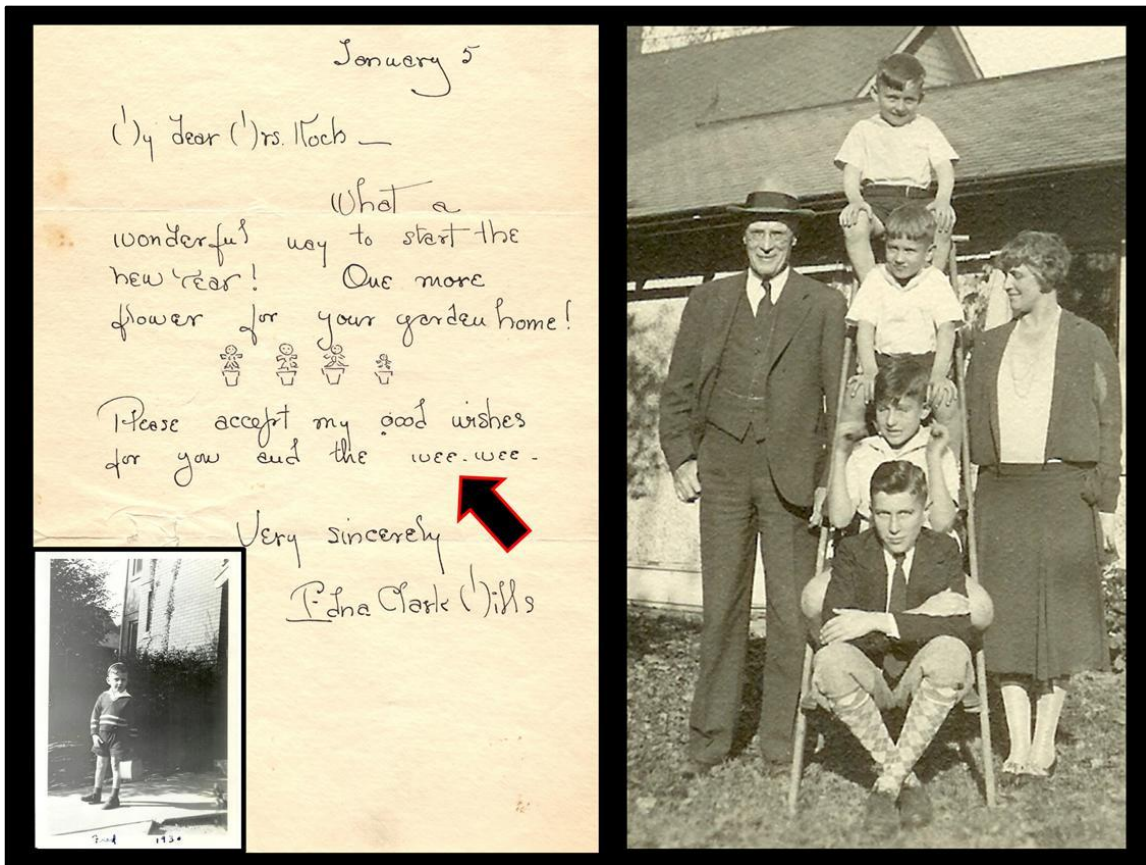 January 5
My dear Mrs. Koch —
What a
wonderful way to start the
new Year! One more
flower for your garden home!
Please accept my good wishes
for you and the wee-wee-
Very sincerely
Edna Clark Mills
Fred 1930